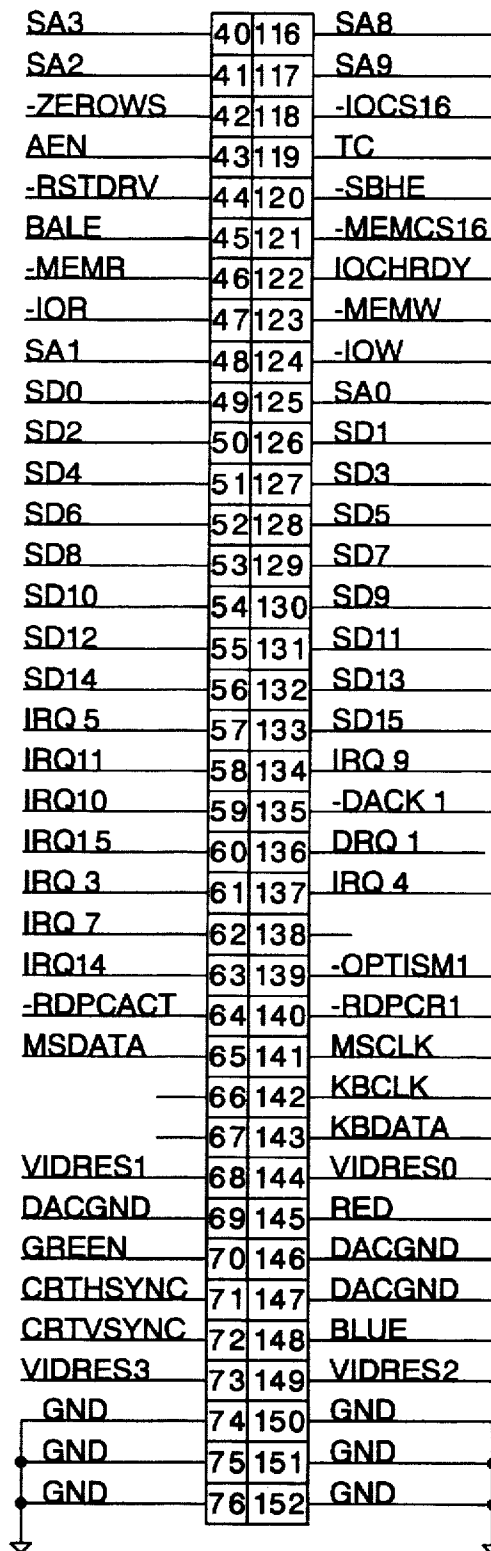 SA3 40 116 SA8
SA2 41 117 SA9
-ZEROWS 42 118 -IOCS16
AEN 43 119 TC
-RSTDRV 44 120 -SBHE
BALE 45 121 -MEMCS16
-MEMR 46 122 IOCHRDY
-IOR 47 123 -MEMW
SA1 48 124 -IOW
SD0 49 125 SA0
SD2 50 126 SD1
SD4 51 127 SD3
SD6 52 128 SD5
SD8 53 129 SD7
SD10 54 130 SD9
SD12 55 131 SD11
SD14 56 132 SD13
IRQ 5 57 133 SD15
IRQ11 58 134 IRQ 9
IRQ10 59 135 -DACK 1
IRQ15 60 136 DRQ 1
IRQ 3 61 137 IRQ 4
IRQ 7 62 138
IRQ14 63 139 -OPTISM1
-RDPCACT 64 140 -RDPCR1
MSDATA 65 141 MSCLK
66 142 KBCLK
67 143 KBDATA
VIDRES1 68 144 VIDRES0
DACGND 69 145 RED
GREEN 70 146 DACGND
CRTHSYNC 71 147 DACGND
CRTVSYNC 72 148 BLUE
VIDRES3 73 149 VIDRES2
GND 74 150 GND
GND 75 151 GND
GND 76 152 GND